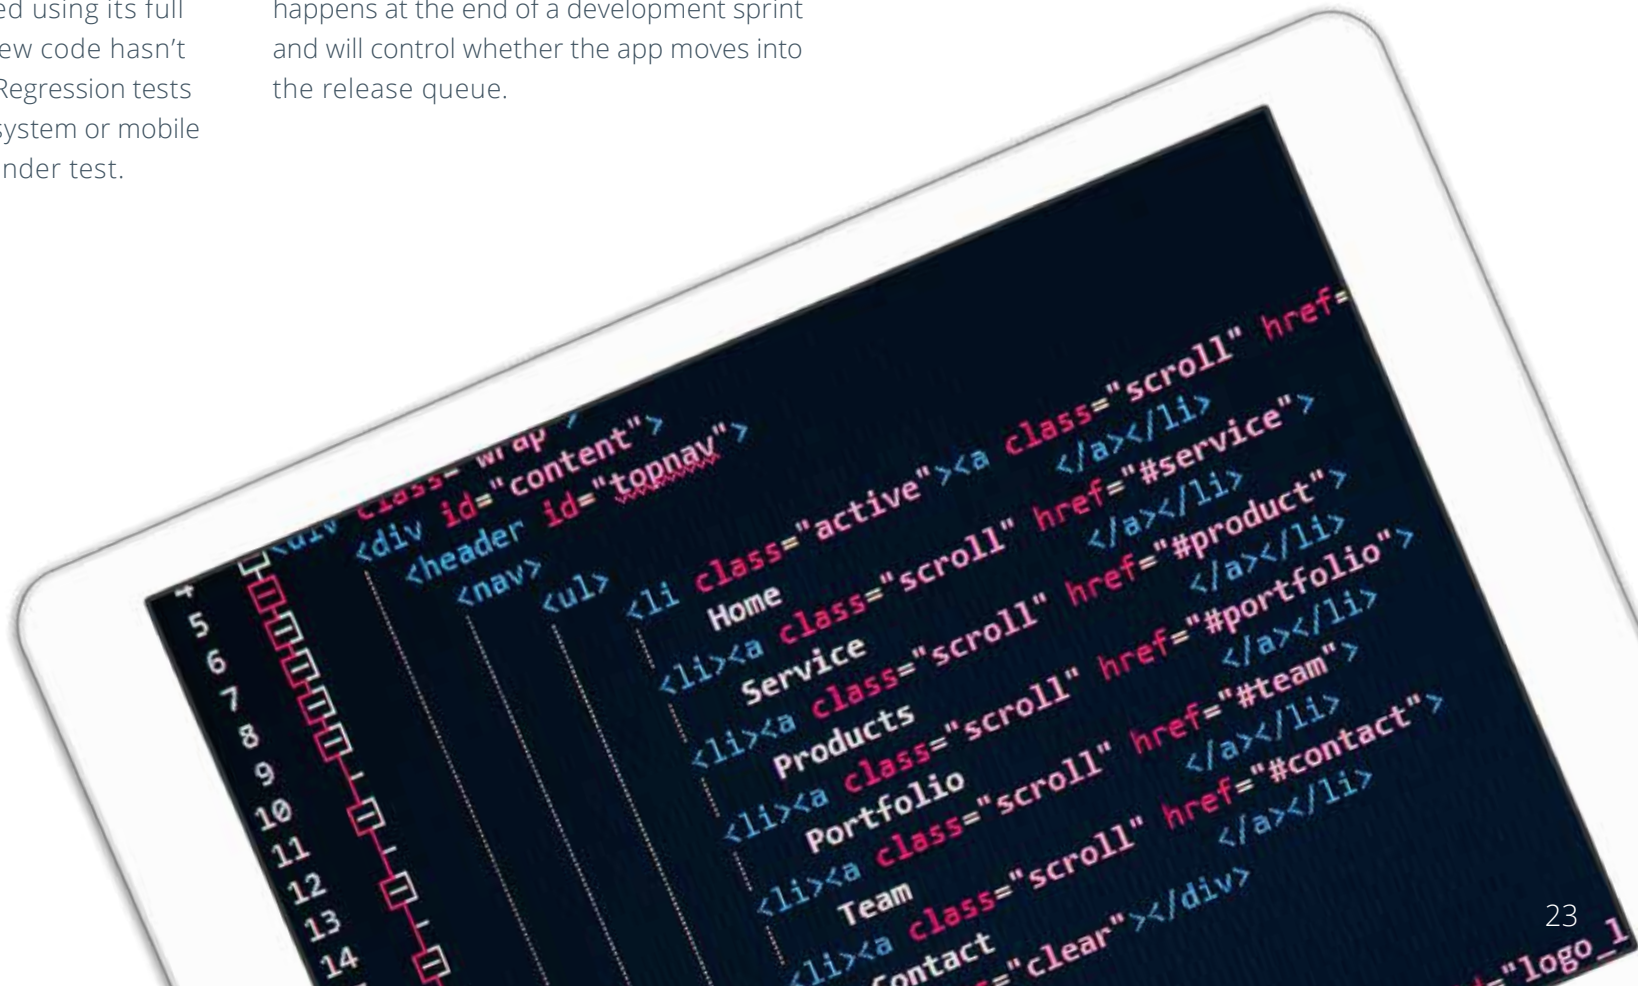 ed using its full
ew code hasn’t
Regression tests
system or mobile
nder test.
happens at the end of a development sprint
and will control whether the app moves into
the release queue.
<div class="wrap"
<div id="content">
<header id="topnav">
<nav>
<ul>
<li class="active"><a class="scroll" href=
Home </a></li>
<li><a class="scroll" href="#service">
Service </a></li>
<li><a class="scroll" href="#product">
Products </a></li>
<li><a class="scroll" href="#portfolio">
Portfolio </a></li>
<li><a class="scroll" href="#team">
Team </a></li>
<li><a class="scroll" href="#contact">
Contact </a></li>
="clear"></div>
="logo_l
4
5
6
7
8
9
10
11
12
13
14
23